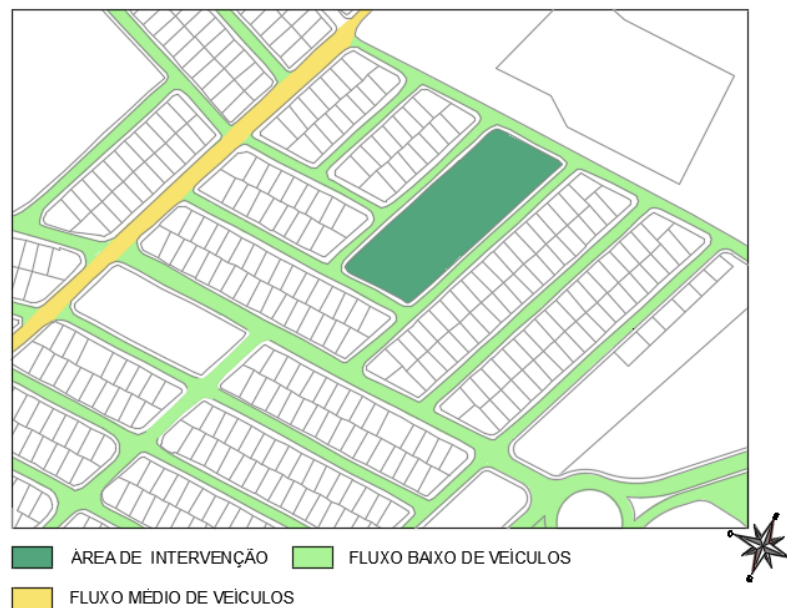 ÁREA DE INTERVENÇÃO
FLUXO BAIXO DE VEÍCULOS
FLUXO MÉDIO DE VEÍCULOS